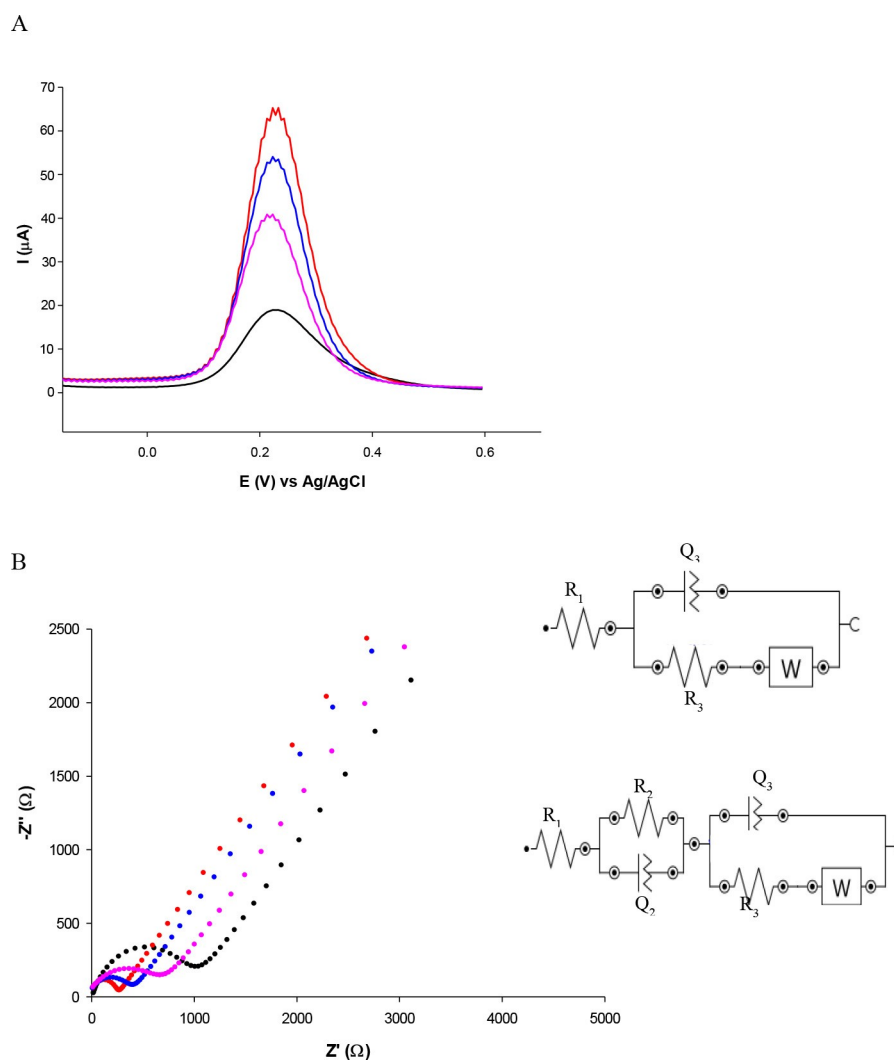 A
70
60
50
40
30
20
10
0
I (μA)
0.0 0.2 0.4 0.6
E (V) vs Ag/AgCl
B
Q3
R1
W
R3
2500
2000
1500
1000
500
0
-Z'' (Ω)
0 1000 2000 3000 4000 5000
Z' (Ω)
Q3
R2
R1
W
R3
Q2